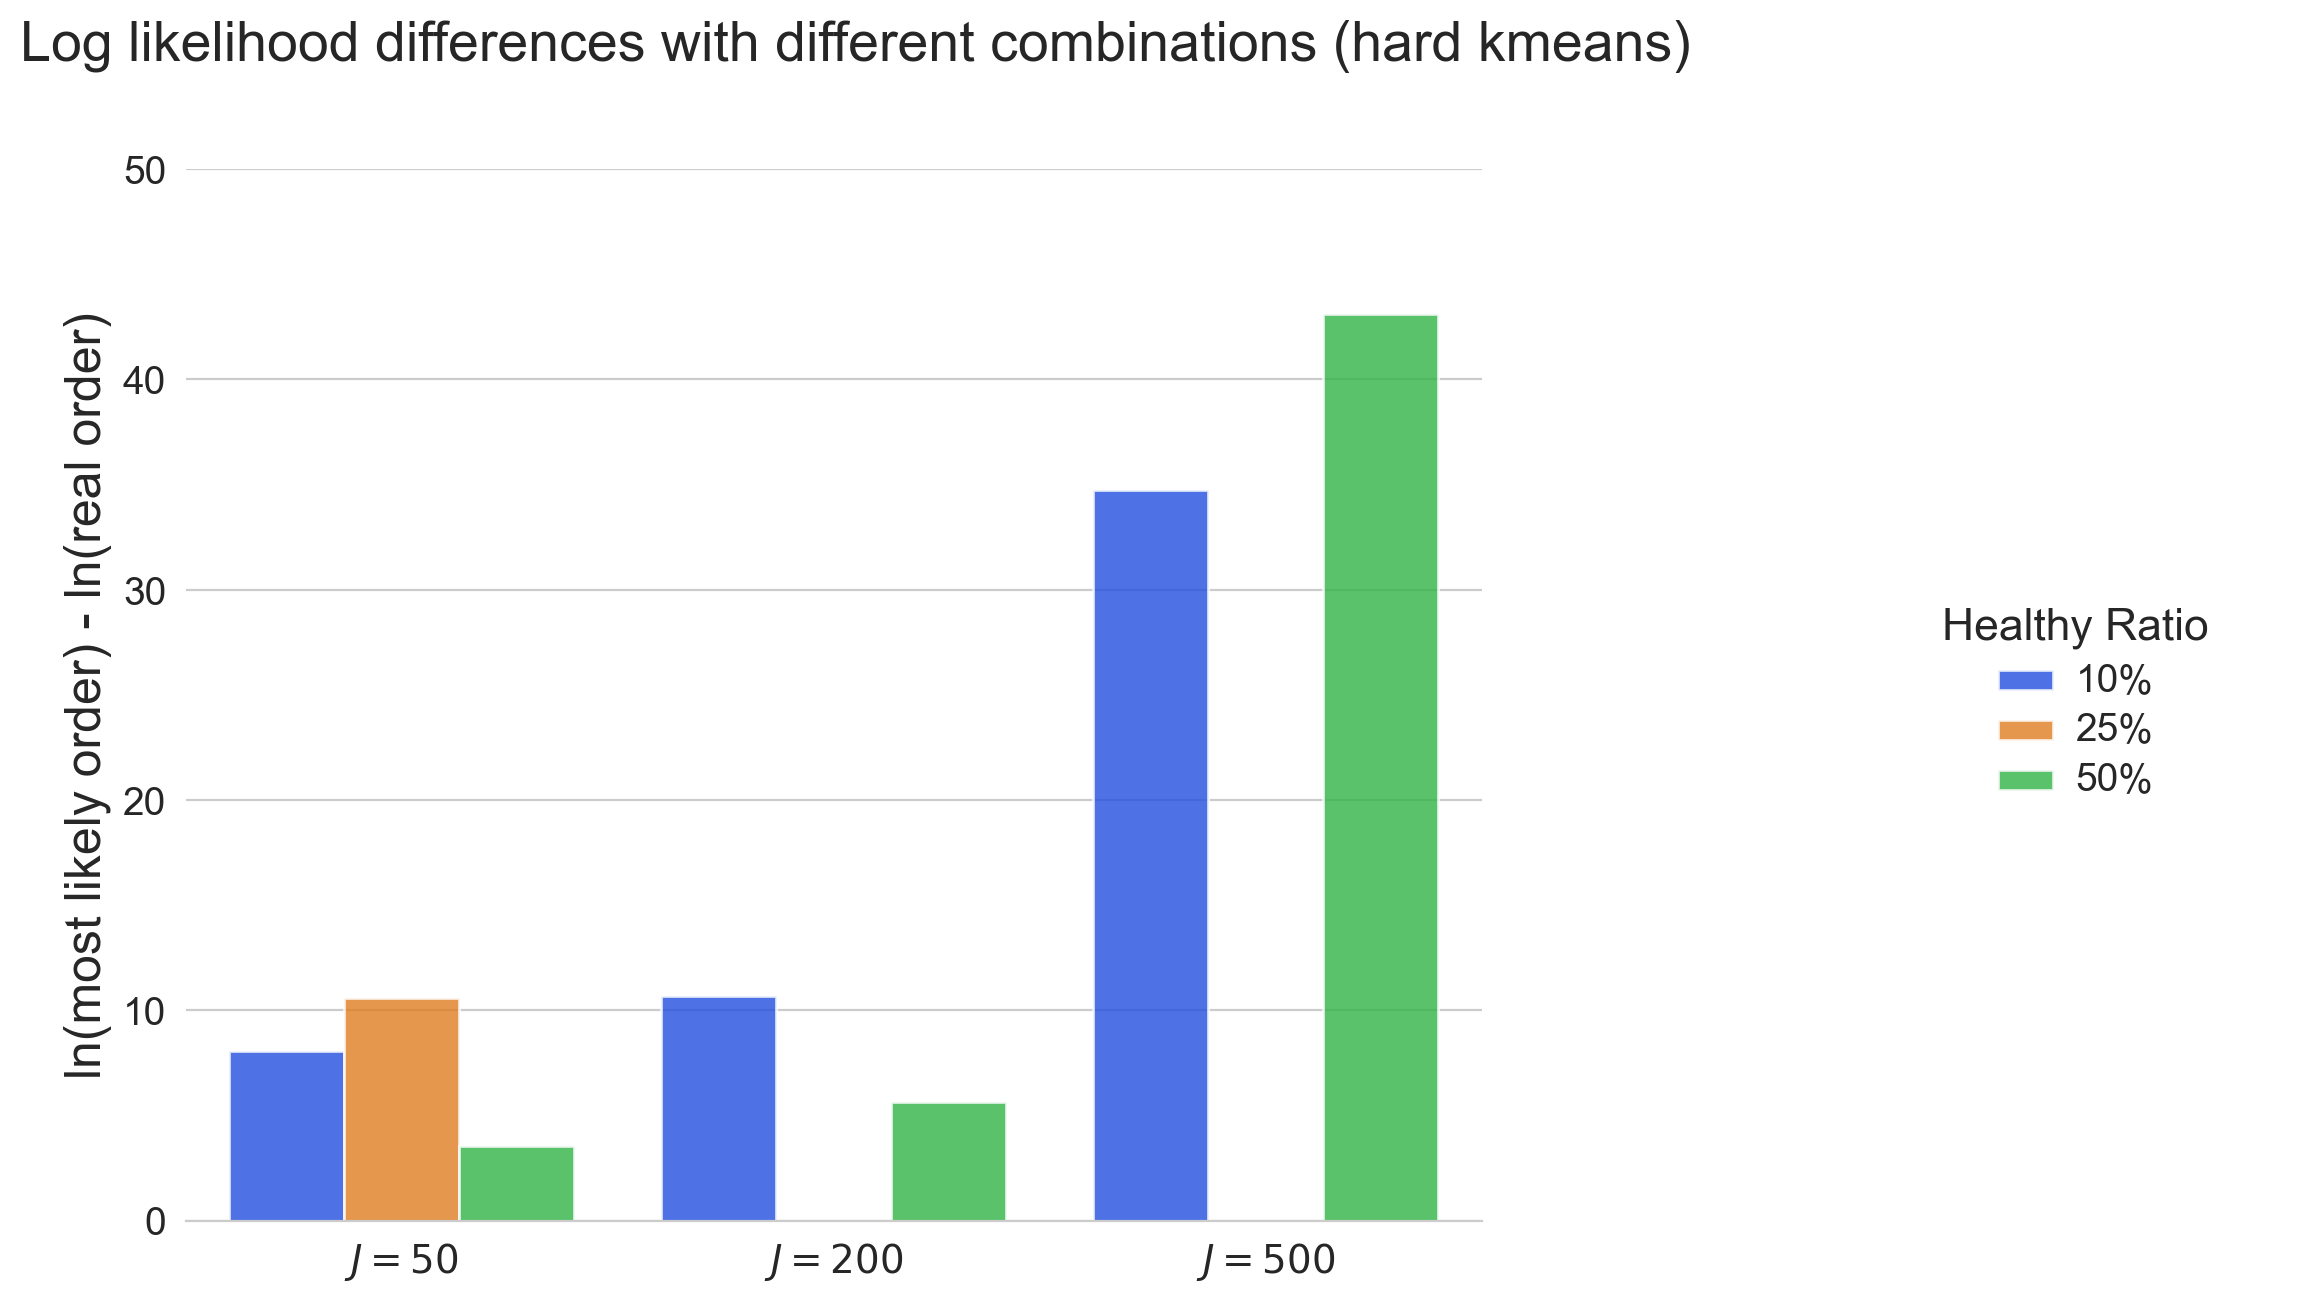 Log likelihood differences with different combinations (hard kmeans)
ln(most likely order) - ln(real order)
50
40
30
20
10
0
J = 50
J = 200
J = 500
Healthy Ratio
10%
25%
50%